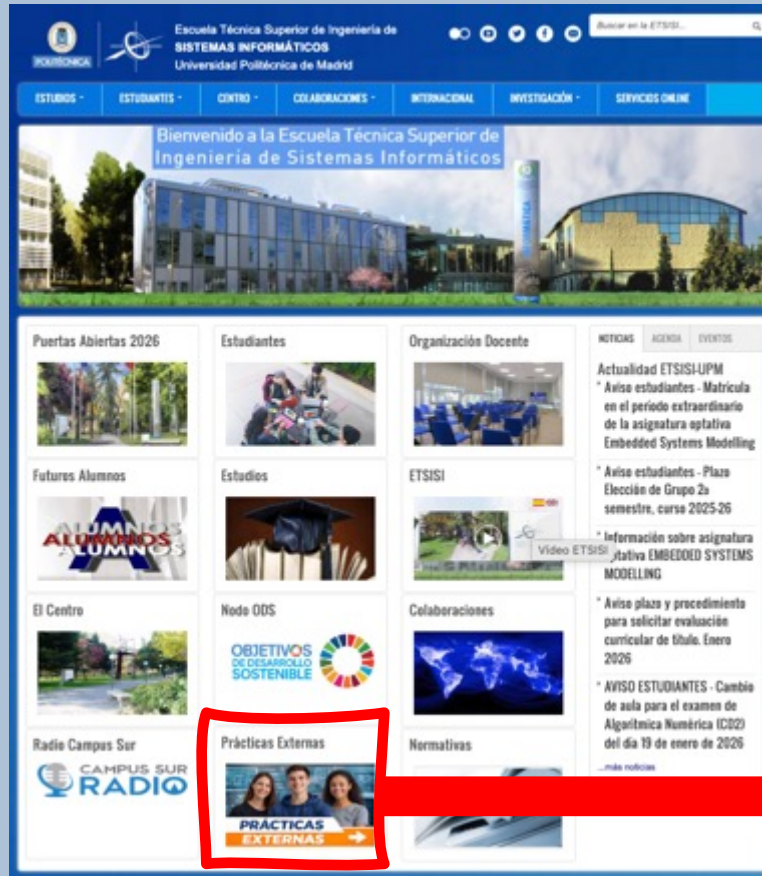 POLITÉCNICA
Escuela Técnica Superior de Ingeniería de
SISTEMAS INFORMÁTICOS
Universidad Politécnica de Madrid
Buscar en la ETSISI...
ESTUDIOS
ESTUDIANTES
CENTRO
COLABORACIONES
INTERNACIONAL
INVESTIGACIÓN
SERVICIOS ONLINE
Bienvenido a la Escuela Técnica Superior de
Ingeniería de Sistemas Informáticos
INFORMÁTICA
Puertas Abiertas 2026
Estudiantes
Organización Docente
Futuros Alumnos
ALUMNOS
ALUMNOS
ALUMNOS
Estudios
ETSISI
Vídeo ETSISI
El Centro
Nodo ODS
OBJETIVOS
DE DESARROLLO
SOSTENIBLE
Colaboraciones
Radio Campus Sur
CAMPUS SUR
RADIO
Prácticas Externas
PRÁCTICAS
EXTERNAS
Normativas
NOTICIAS
AGENDA
EVENTOS
Actualidad ETSISI-UPM
* Aviso estudiantes - Matrícula
en el periodo extraordinario
de la asignatura optativa
Embedded Systems Modelling
* Aviso estudiantes - Plazo
Elección de Grupo 2º
semestre, curso 2025-26
* Información sobre asignatura
optativa EMBEDDED SYSTEMS
MODELLING
* Aviso plazo y procedimiento
para solicitar evaluación
curricular de título. Enero
2026
* AVISO ESTUDIANTES - Cambio
de aula para el examen de
Algorítmica Numérica (CD2)
del día 19 de enero de 2026
...más noticias